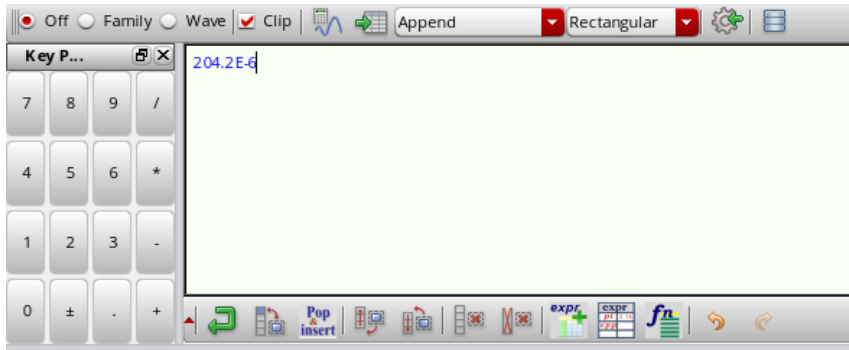 Off Family Wave Clip Append Rectangular
Key P...
204.2E-6
7 8 9 /
4 5 6 *
1 2 3 -
0 ± . +
Pop & insert expr expr fn